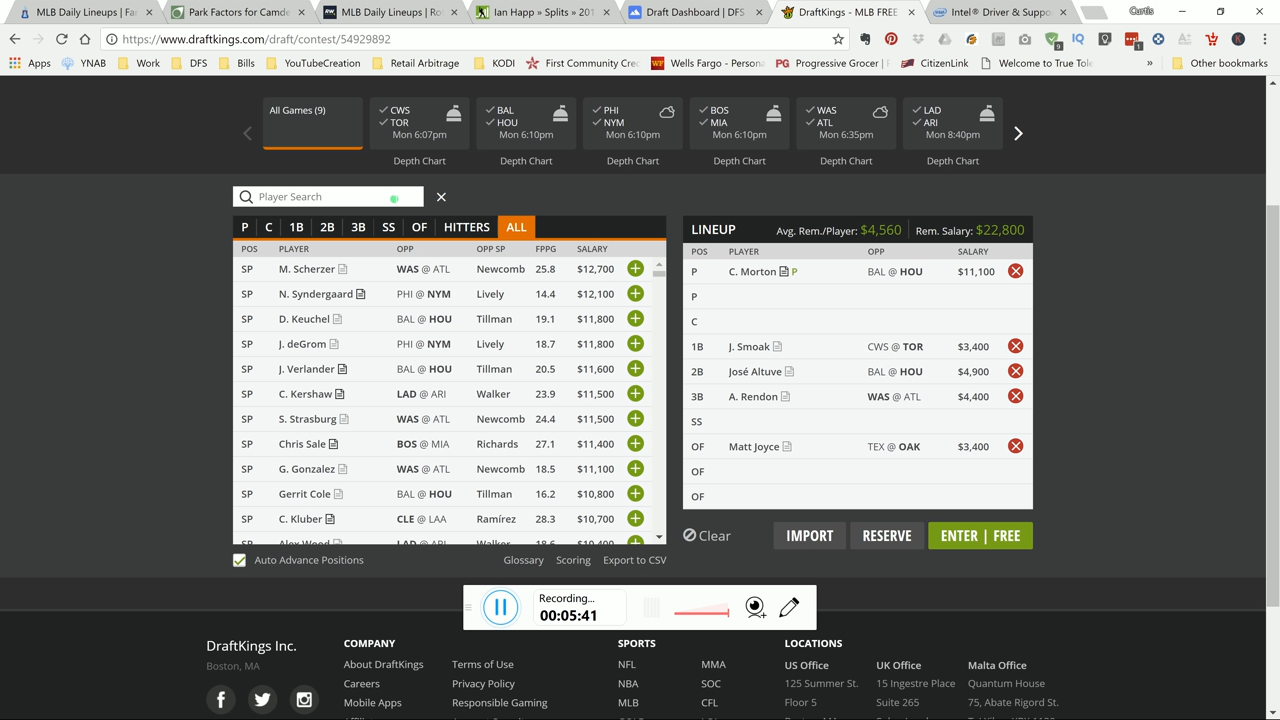 MLB Daily Lineups | Fan
Park Factors for Camde
MLB Daily Lineups | Ro
Ian Happ » Splits » 201
Draft Dashboard | DFS
DraftKings - MLB FREE
Intel® Driver & Suppo
Curtis
https://www.draftkings.com/draft/contest/54929892
Apps YNAB Work DFS Bills YouTubeCreation Retail Arbitrage KODI First Community Cre Wells Fargo - Persona Progressive Grocer | CitizenLink Welcome to True Tole » Other bookmarks
All Games (9)
CWS
TOR
Mon 6:07pm
Depth Chart
BAL
HOU
Mon 6:10pm
Depth Chart
PHI
NYM
Mon 6:10pm
Depth Chart
BOS
MIA
Mon 6:10pm
Depth Chart
WAS
ATL
Mon 6:35pm
Depth Chart
LAD
ARI
Mon 8:40pm
Depth Chart
Player Search
P C 1B 2B 3B SS OF HITTERS ALL
POS PLAYER OPP OPP SP FPPG SALARY
SP M. Scherzer WAS @ ATL Newcomb 25.8 $12,700
SP N. Syndergaard PHI @ NYM Lively 14.4 $12,100
SP D. Keuchel BAL @ HOU Tillman 19.1 $11,800
SP J. deGrom PHI @ NYM Lively 18.7 $11,800
SP J. Verlander BAL @ HOU Tillman 20.5 $11,600
SP C. Kershaw LAD @ ARI Walker 23.9 $11,500
SP S. Strasburg WAS @ ATL Newcomb 24.4 $11,500
SP Chris Sale BOS @ MIA Richards 27.1 $11,400
SP G. Gonzalez WAS @ ATL Newcomb 18.5 $11,100
SP Gerrit Cole BAL @ HOU Tillman 16.2 $10,800
SP C. Kluber CLE @ LAA Ramírez 28.3 $10,700
SP Alex Wood LAD @ ARI Walker 18.6 $10,400
Auto Advance Positions
Glossary Scoring Export to CSV
LINEUP Avg. Rem./Player: $4,560 Rem. Salary: $22,800
POS PLAYER OPP SALARY
P C. Morton P BAL @ HOU $11,100
P
C
1B J. Smoak CWS @ TOR $3,400
2B José Altuve BAL @ HOU $4,900
3B A. Rendon WAS @ ATL $4,400
SS
OF Matt Joyce TEX @ OAK $3,400
OF
OF
Clear IMPORT RESERVE ENTER | FREE
Recording...
00:05:41
DraftKings Inc.
Boston, MA
COMPANY
About DraftKings Terms of Use
Careers Privacy Policy
Mobile Apps Responsible Gaming
SPORTS
NFL MMA
NBA SOC
MLB CFL
LOCATIONS
US Office UK Office Malta Office
125 Summer St. 15 Ingestre Place Quantum House
Floor 5 Suite 265 75, Abate Rigord St.